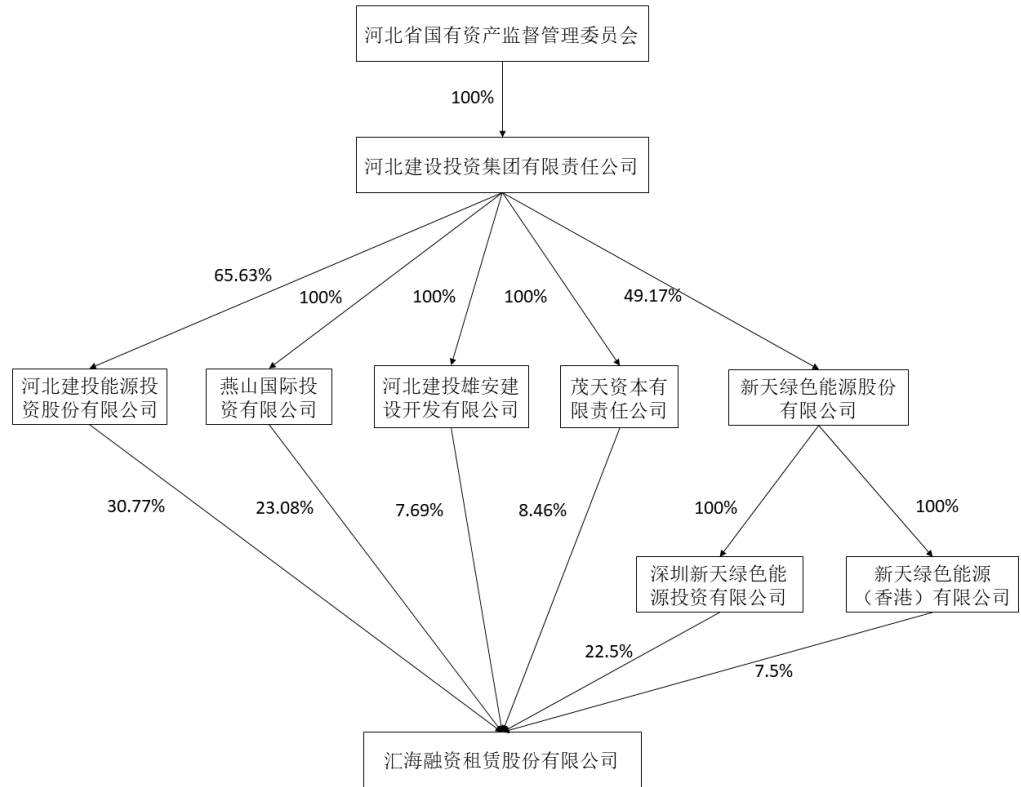 河北省国有资产监督管理委员会
100%
河北建设投资集团有限责任公司
65.63%
100%
100%
100%
49.17%
河北建投能源投
资股份有限公司
燕山国际投
资有限公司
河北建投雄安建
设开发有限公司
茂天资本有
限责任公司
新天绿色能源股份
有限公司
30.77%
23.08%
7.69%
8.46%
100%
100%
深圳新天绿色能
源投资有限公司
新天绿色能源
（香港）有限公司
22.5%
7.5%
汇海融资租赁股份有限公司